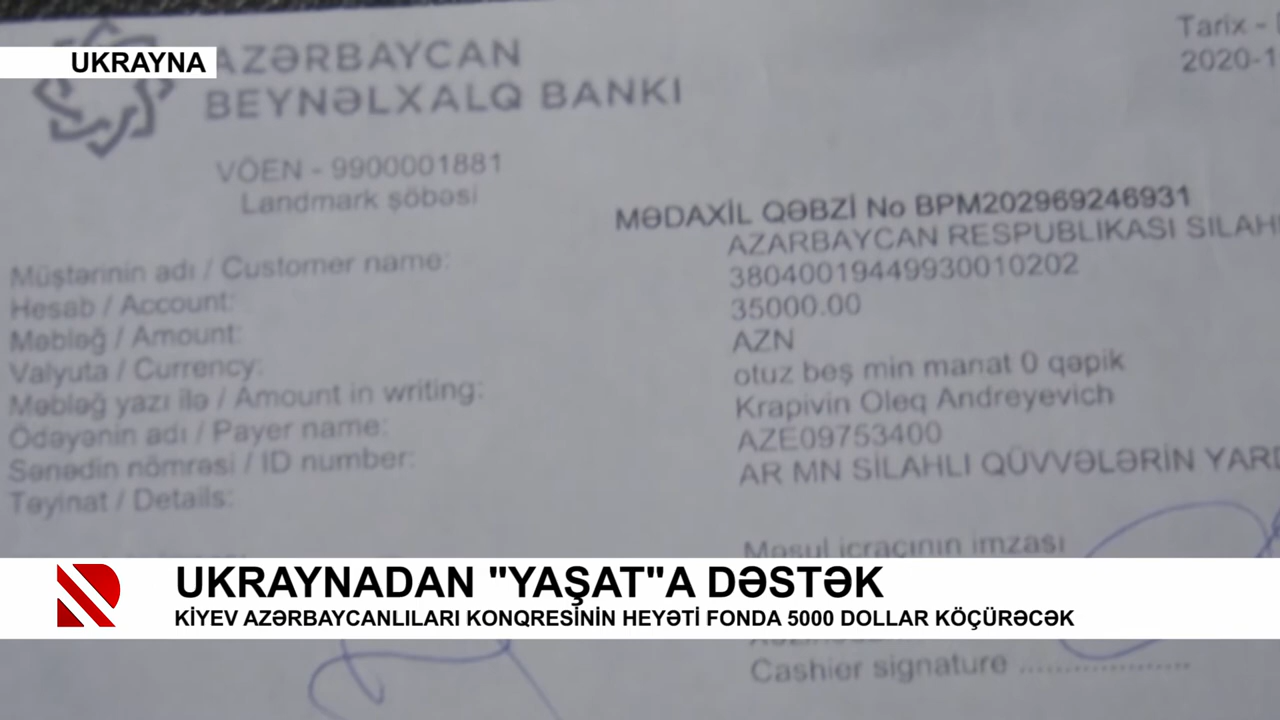 UKRAYNA
AZƏRBAYCAN
BEYNƏLXALQ BANKI
Tarix -
2020-1
VÖEN - 9900001881
Landmark şöbəsi
MƏDAXİL QƏBZİ No BPM202969246931
Müştərinin adı / Customer name:
AZARBAYCAN RESPUBLIKASI SILAH
Hesab / Account:
38040019449930010202
Məbləğ / Amount:
35000.00
Valyuta / Currency:
AZN
Məbləğ yazı ilə / Amount in writing:
otuz beş min manat 0 qəpik
Ödəyənin adı / Payer name:
Krapivin Oleq Andreyevich
Sənədin nömrəsi / ID number:
AZE09753400
Təyinat / Details:
AR MN SİLAHLI QÜVVƏLƏRİN YARD
Məsul icraçının imzası
UKRAYNADAN "YAŞAT"A DƏSTƏK
KİYEV AZƏRBAYCANLILARI KONQRESİNİN HEYƏTİ FONDA 5000 DOLLAR KÖÇÜRƏCƏK
Cashier signature ..................